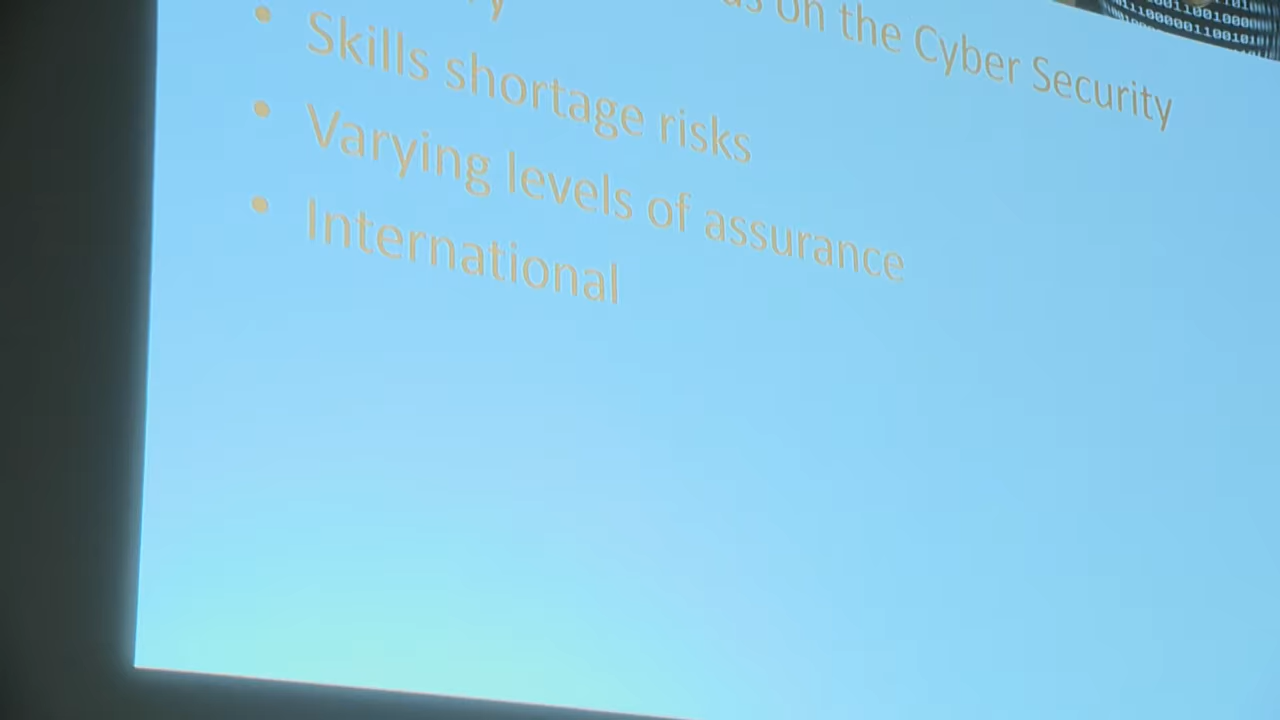 on the Cyber Security
• Skills shortage risks
• Varying levels of assurance
• International